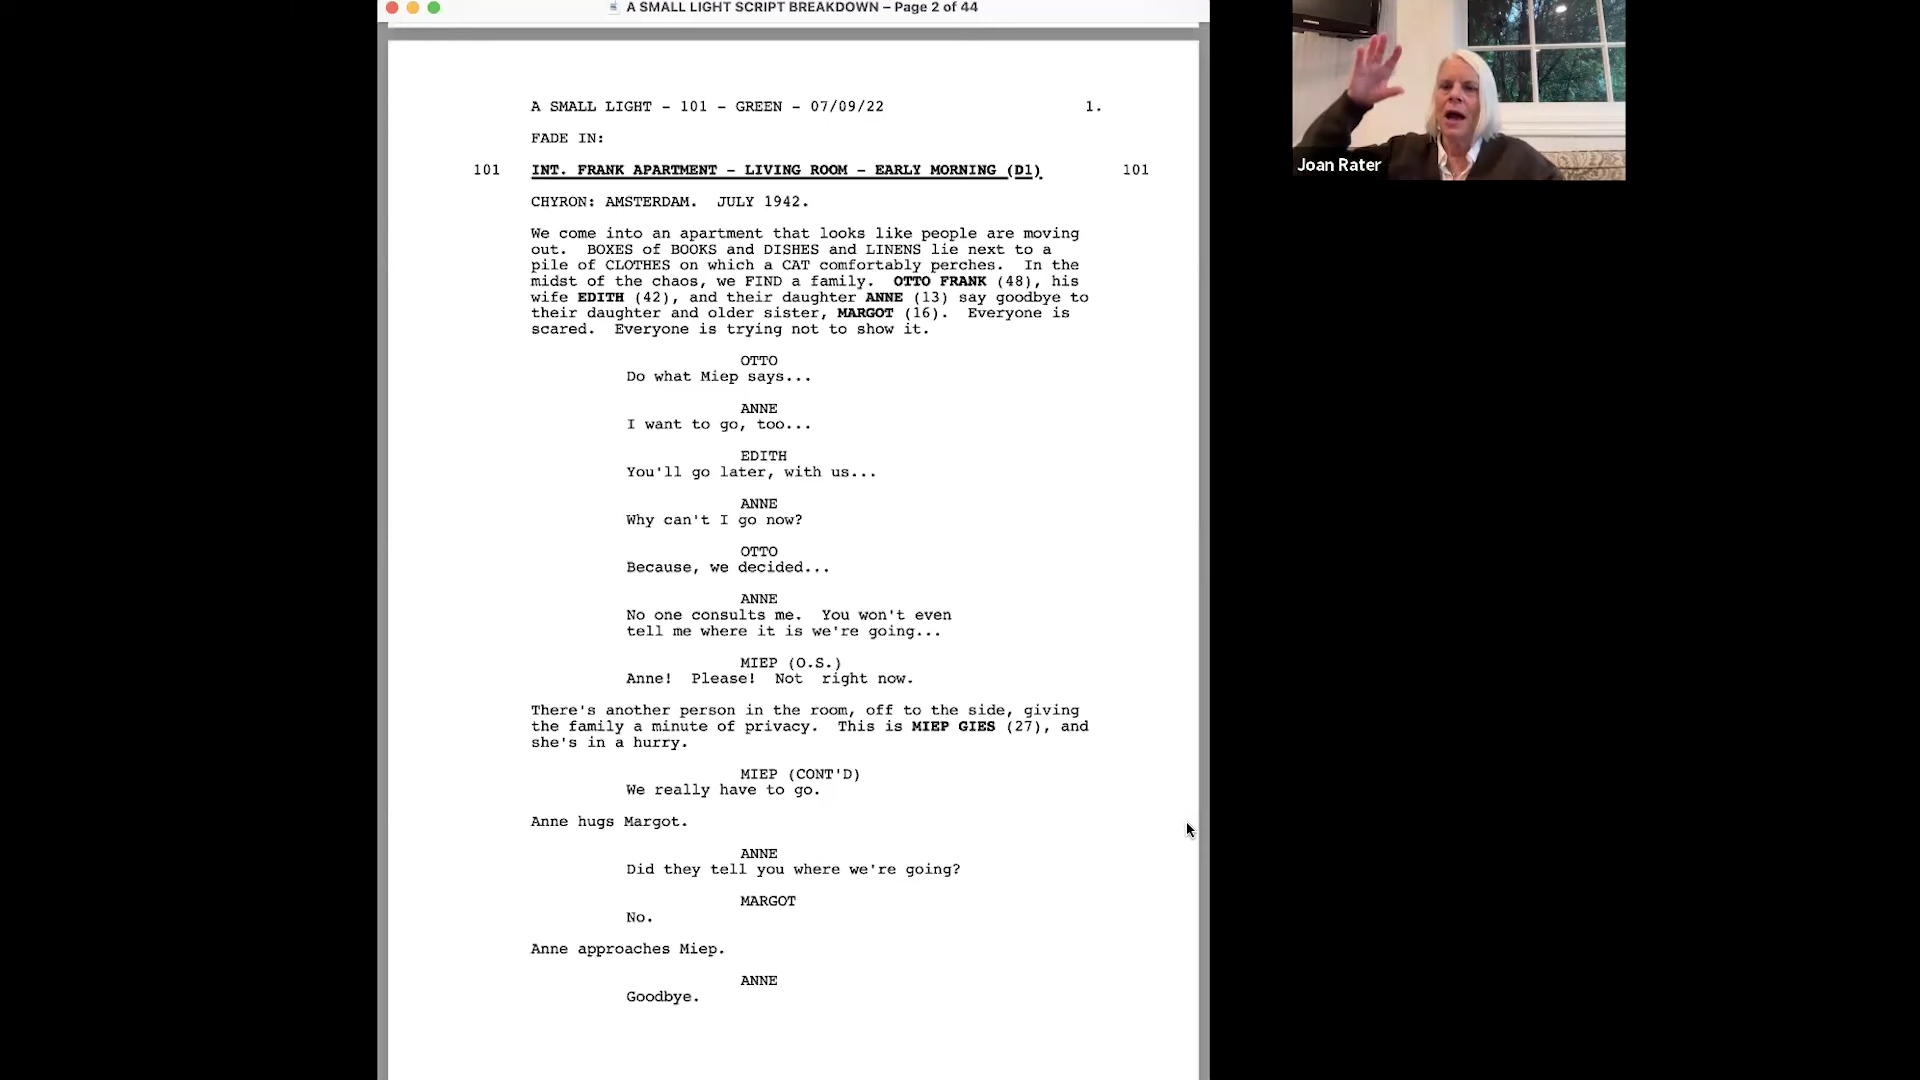 A SMALL LIGHT SCRIPT BREAKDOWN – Page 2 of 44
A SMALL LIGHT - 101 - GREEN - 07/09/22 1.
FADE IN:
101 INT. FRANK APARTMENT - LIVING ROOM - EARLY MORNING (D1) 101
CHYRON: AMSTERDAM. JULY 1942.
We come into an apartment that looks like people are moving
out. BOXES of BOOKS and DISHES and LINENS lie next to a
pile of CLOTHES on which a CAT comfortably perches. In the
midst of the chaos, we FIND a family. OTTO FRANK (48), his
wife EDITH (42), and their daughter ANNE (13) say goodbye to
their daughter and older sister, MARGOT (16). Everyone is
scared. Everyone is trying not to show it.
OTTO
Do what Miep says...
ANNE
I want to go, too...
EDITH
You'll go later, with us...
ANNE
Why can't I go now?
OTTO
Because, we decided...
ANNE
No one consults me. You won't even
tell me where it is we're going...
MIEP (O.S.)
Anne! Please! Not right now.
There's another person in the room, off to the side, giving
the family a minute of privacy. This is MIEP GIES (27), and
she's in a hurry.
MIEP (CONT'D)
We really have to go.
Anne hugs Margot.
ANNE
Did they tell you where we're going?
MARGOT
No.
Anne approaches Miep.
ANNE
Goodbye.
Joan Rater